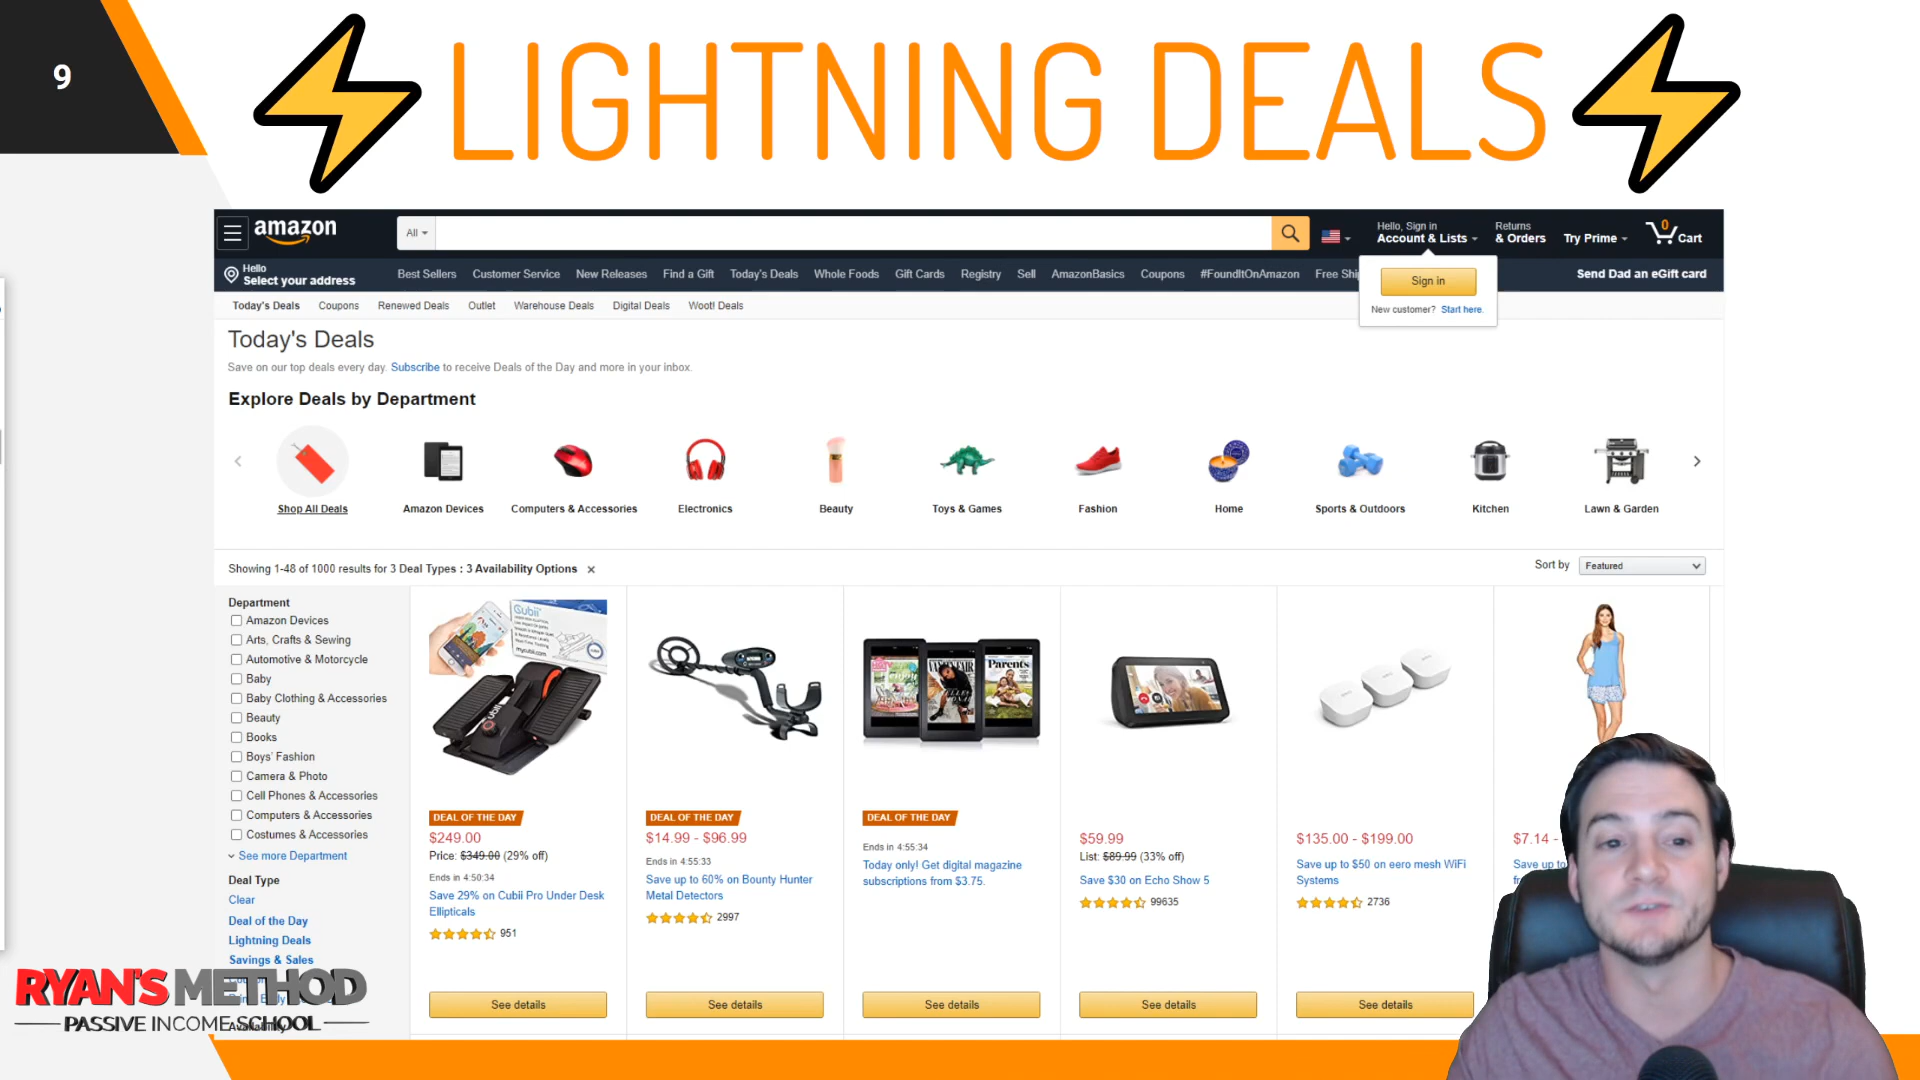 9
LIGHTNING DEALS
amazon
All
Hello, Sign in
Account & Lists
Returns
& Orders
Try Prime
0
Cart
Hello
Select your address
Best Sellers Customer Service New Releases Find a Gift Today's Deals Whole Foods Gift Cards Registry Sell AmazonBasics Coupons #FoundItOnAmazon Free Ship
Send Dad an eGift card
Sign in
New customer? Start here.
Today's Deals Coupons Renewed Deals Outlet Warehouse Deals Digital Deals Woot! Deals
Today's Deals
Save on our top deals every day. Subscribe to receive Deals of the Day and more in your inbox.
Explore Deals by Department
Shop All Deals Amazon Devices Computers & Accessories Electronics Beauty Toys & Games Fashion Home Sports & Outdoors Kitchen Lawn & Garden
Showing 1-48 of 1000 results for 3 Deal Types : 3 Availability Options ×
Sort by Featured
Department
Amazon Devices
Arts, Crafts & Sewing
Automotive & Motorcycle
Baby
Baby Clothing & Accessories
Beauty
Books
Boys' Fashion
Camera & Photo
Cell Phones & Accessories
Computers & Accessories
Costumes & Accessories
See more Department
Deal Type
Clear
Deal of the Day
Lightning Deals
Savings & Sales
Cubii
mycubii.com
DEAL OF THE DAY
$249.00
Price: $349.00 (29% off)
Ends in 4:50:34
Save 29% on Cubii Pro Under Desk
Ellipticals
951
See details
DEAL OF THE DAY
$14.99 - $96.99
Ends in 4:55:33
Save up to 60% on Bounty Hunter
Metal Detectors
2997
See details
VANITY FAIR
Parents
DEAL OF THE DAY
Ends in 4:55:34
Today only! Get digital magazine
subscriptions from $3.75.
See details
$59.99
List: $89.99 (33% off)
Save $30 on Echo Show 5
99635
See details
$135.00 - $199.00
Save up to $50 on eero mesh WiFi
Systems
2736
See details
$7.14 -
Save up to
RYAN'S METHOD
PASSIVE INCOME SCHOOL